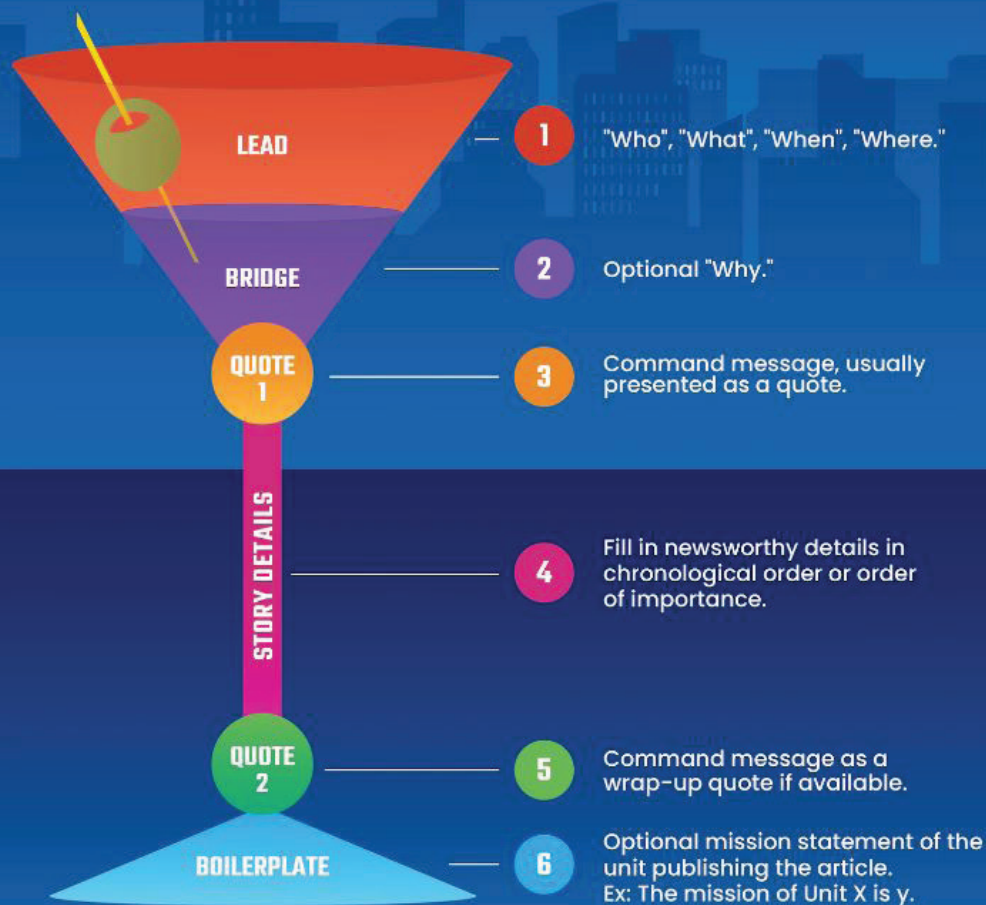 LEAD
1
"Who", "What", "When", "Where."
BRIDGE
2
Optional "Why."
QUOTE
1
3
Command message, usually
presented as a quote.
STORY DETAILS
4
Fill in newsworthy details in
chronological order or order
of importance.
QUOTE
2
5
Command message as a
wrap-up quote if available.
BOILERPLATE
6
Optional mission statement of the
unit publishing the article.
Ex: The mission of Unit X is y.